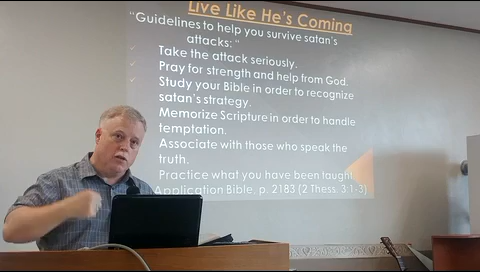 Live Like He's Coming
"Guidelines to help you survive satan's
attacks: "
Take the attack seriously.
Pray for strength and help from God.
Study your Bible in order to recognize
satan's strategy.
Memorize Scripture in order to handle
temptation.
Associate with those who speak the
truth.
Practice what you have been taught
Application Bible, p. 2183 (2 Thess. 3:1-3)